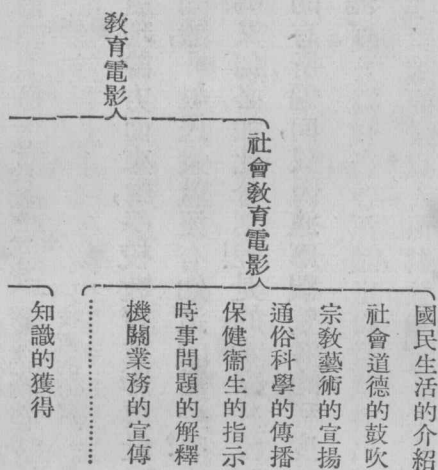 教育電影
社會教育電影
國民生活的介紹
社會道德的鼓吹
宗教藝術的宣揚
通俗科學的傳播
保健衞生的指示
時事問題的解釋
機關業務的宣傳
…………
知識的獲得